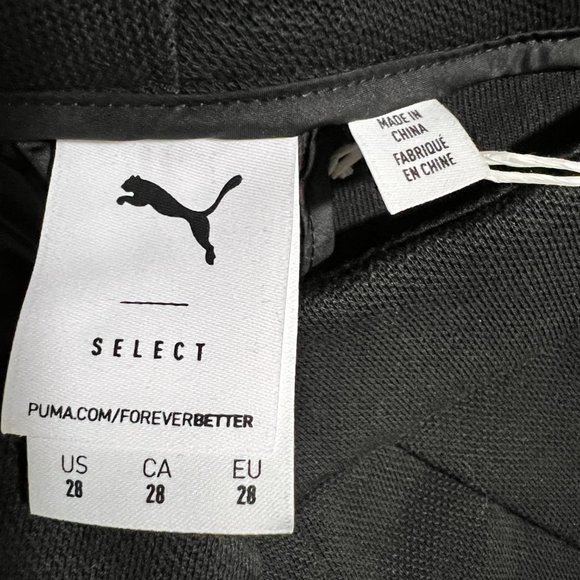 SELECT
PUMA.COM/FOREVERBETTER
US CA EU
28 28 28
MADE IN
CHINA
FABRIQUÉ
EN CHINE